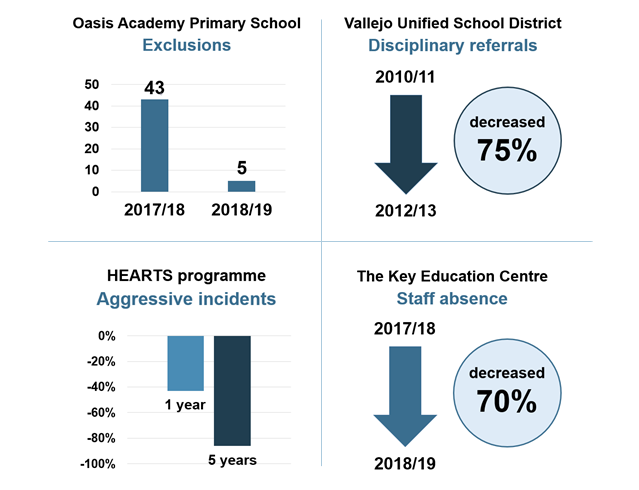 Oasis Academy Primary School
Exclusions
50
40
30
20
10
0
43
5
2017/18
2018/19
Vallejo Unified School District
Disciplinary referrals
2010/11
decreased
75%
2012/13
HEARTS programme
Aggressive incidents
0%
-20%
-40%
-60%
-80%
-100%
1 year
5 years
The Key Education Centre
Staff absence
2017/18
decreased
70%
2018/19